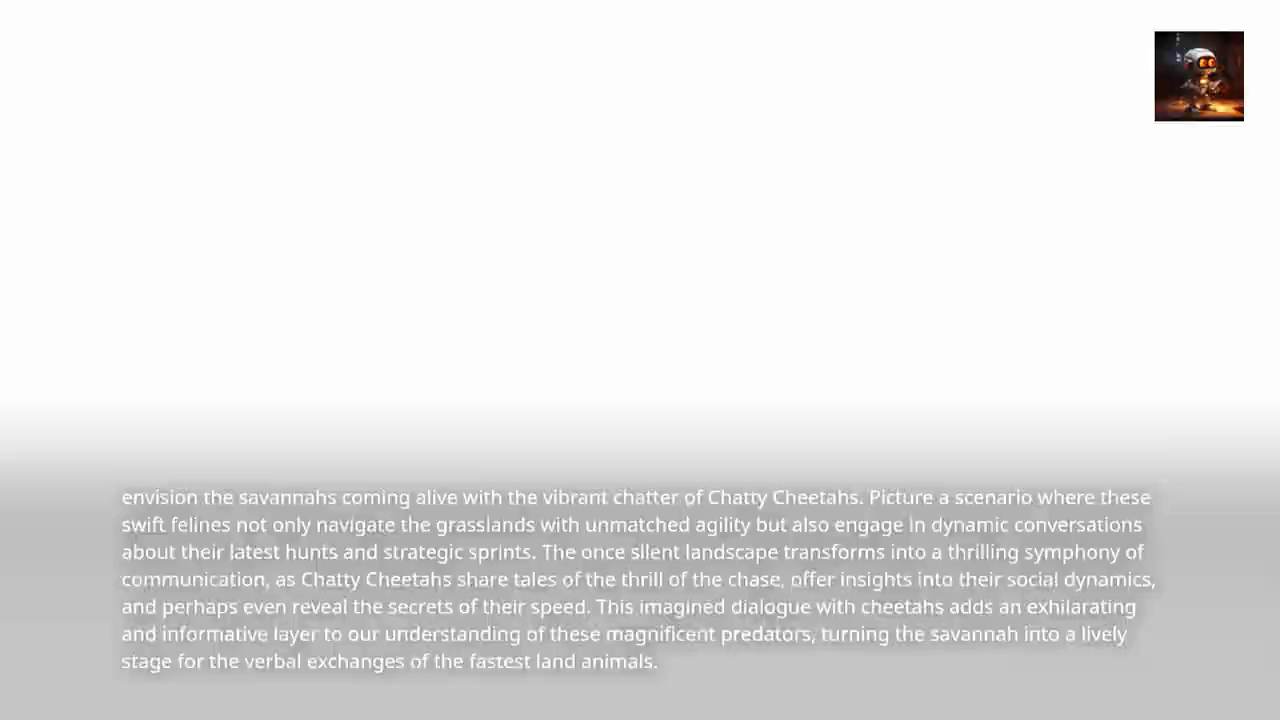 envision the savannahs coming alive with the vibrant chatter of Chatty Cheetahs. Picture a scenario where these
swift felines not only navigate the grasslands with unmatched agility but also engage in dynamic conversations
about their latest hunts and strategic sprints. The once silent landscape transforms into a thrilling symphony of
communication, as Chatty Cheetahs share tales of the thrill of the chase, offer insights into their social dynamics,
and perhaps even reveal the secrets of their speed. This imagined dialogue with cheetahs adds an exhilarating
and informative layer to our understanding of these magnificent predators, turning the savannah into a lively
stage for the verbal exchanges of the fastest land animals.